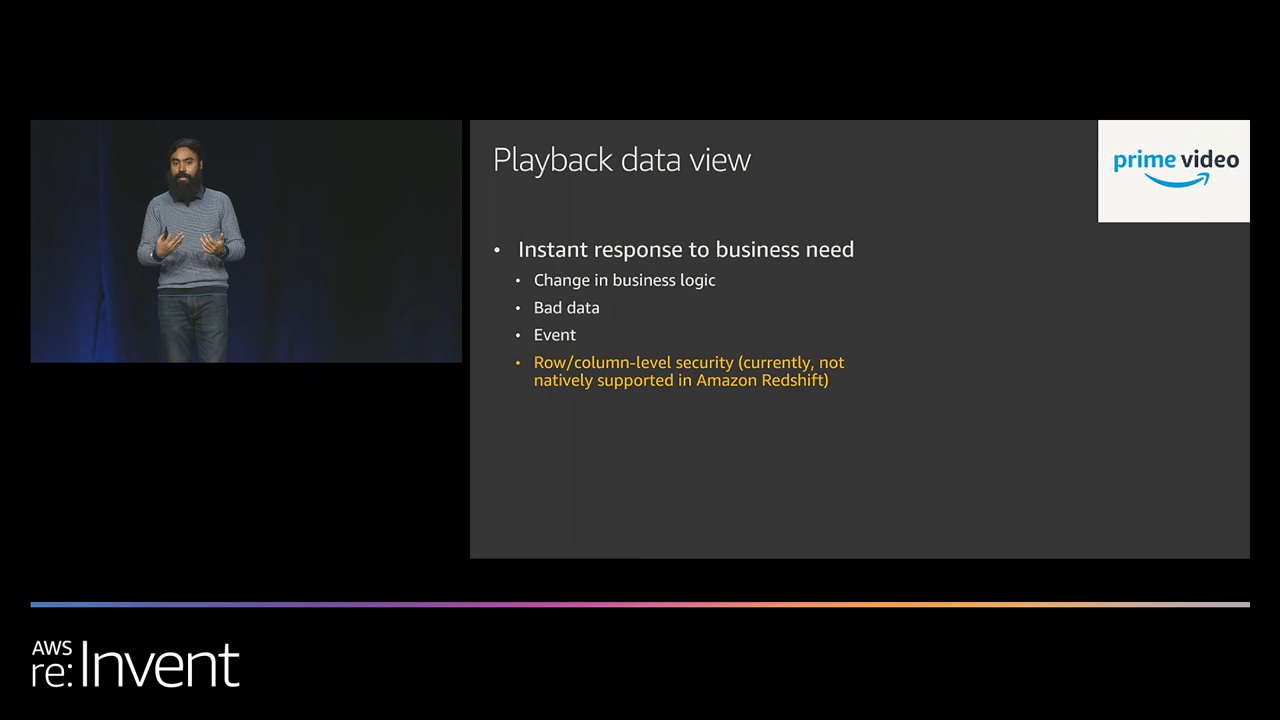 Playback data view
prime video
• Instant response to business need
• Change in business logic
• Bad data
• Event
• Row/column-level security (currently, not
natively supported in Amazon Redshift)
AWS
re:Invent